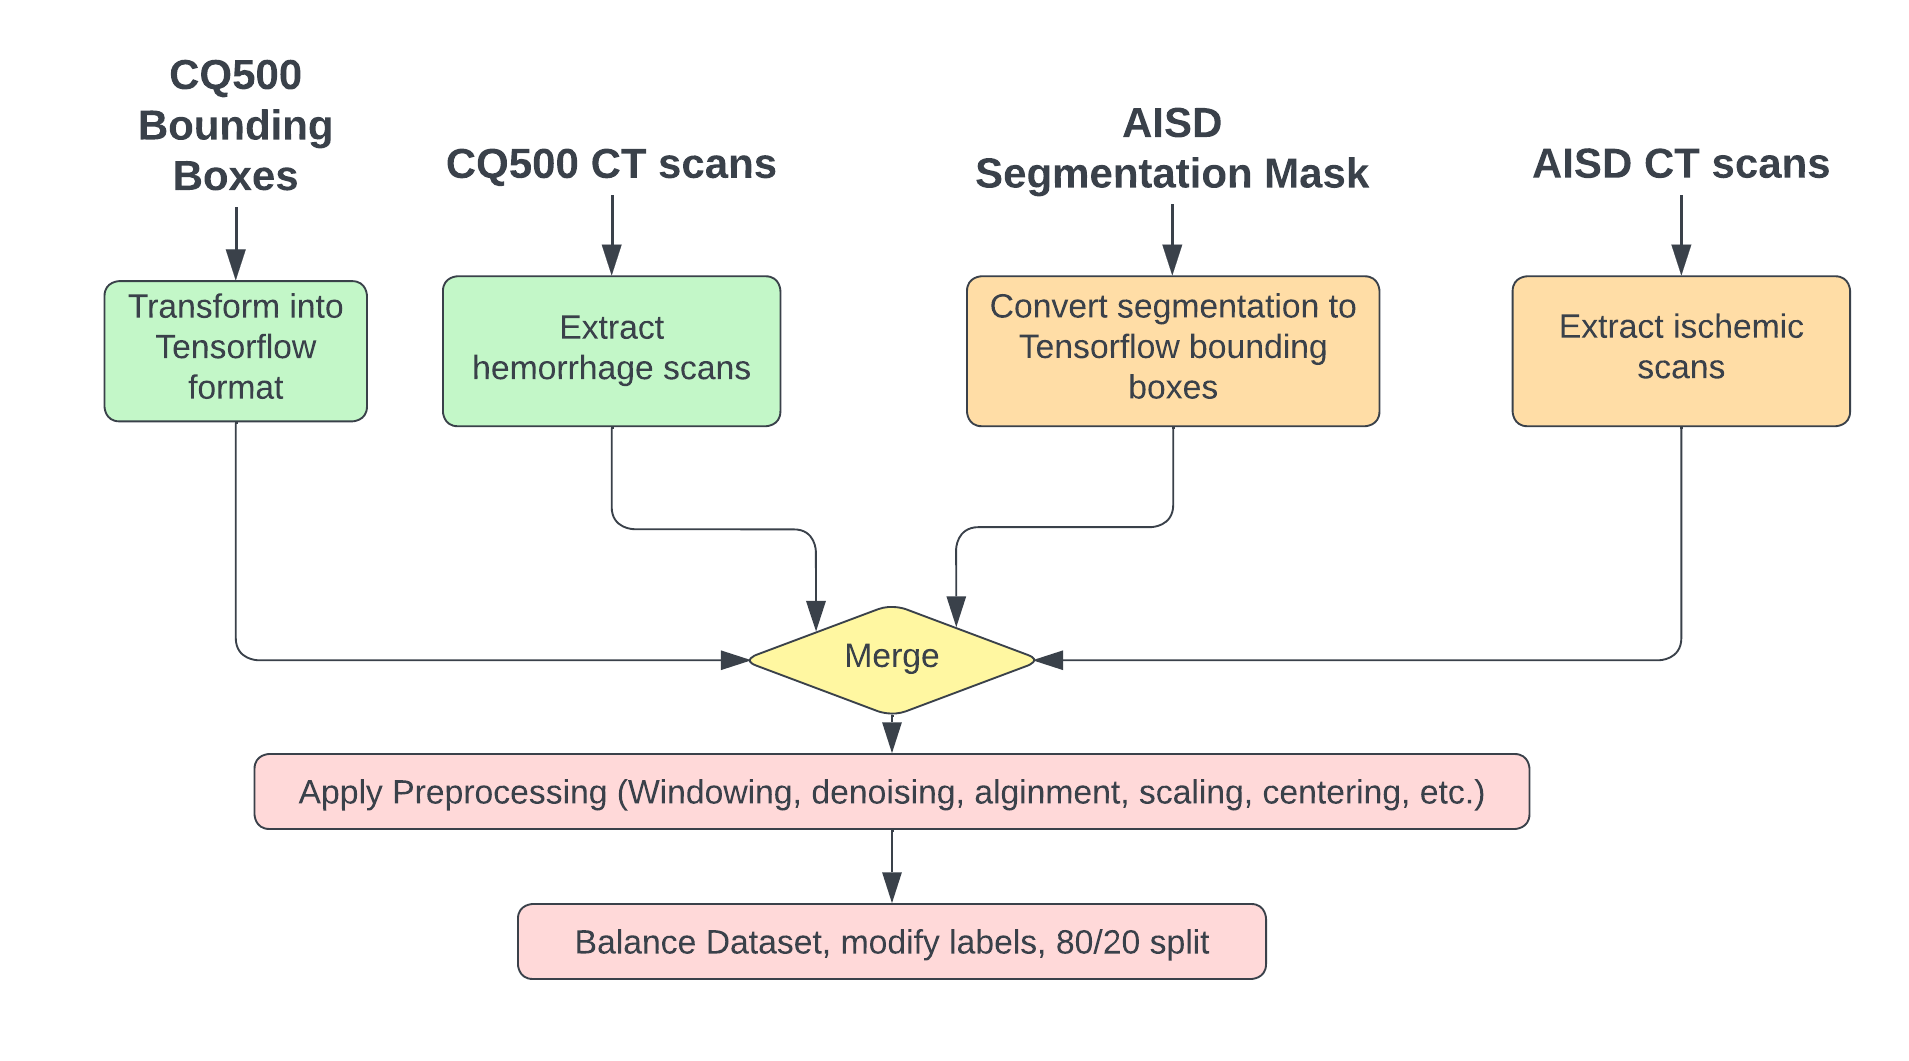 CQ500
Bounding
Boxes
CQ500 CT scans
AISD
Segmentation Mask
AISD CT scans
Transform into
Tensorflow
format
Extract
hemorrhage scans
Convert segmentation to
Tensorflow bounding
boxes
Extract ischemic
scans
Merge
Apply Preprocessing (Windowing, denoising, alginment, scaling, centering, etc.)
Balance Dataset, modify labels, 80/20 split